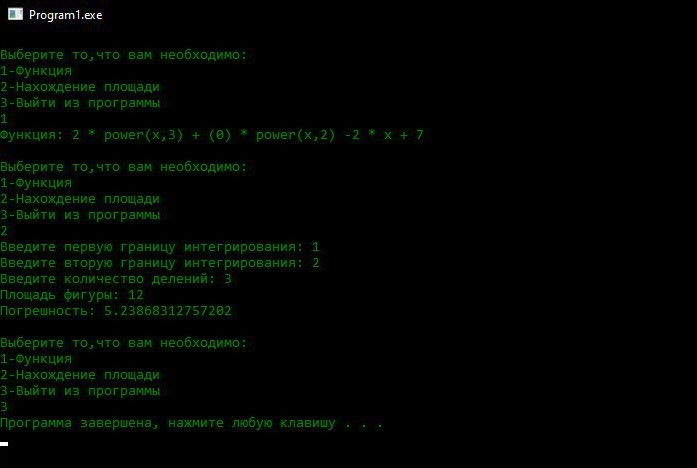 Program1.exe
Выберите то,что вам необходимо:
1-Функция
2-Нахождение площади
3-Выйти из программы
1
Функция: 2 * power(x,3) + (0) * power(x,2) -2 * x + 7
Выберите то,что вам необходимо:
1-Функция
2-Нахождение площади
3-Выйти из программы
2
Введите первую границу интегрирования: 1
Введите вторую границу интегрирования: 2
Введите количество делений: 3
Площадь фигуры: 12
Погрешность: 5.23868312757202
Выберите то,что вам необходимо:
1-Функция
2-Нахождение площади
3-Выйти из программы
3
Программа завершена, нажмите любую клавишу . . .